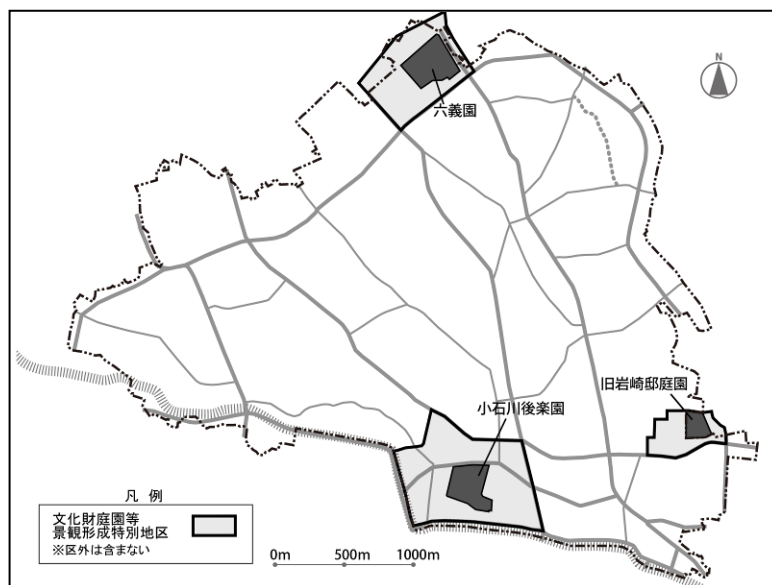 N
六義園
旧岩崎邸庭園
小石川後楽園
凡 例
文化財庭園等
景観形成特別地区
※区外は含まない
0m 500m 1000m